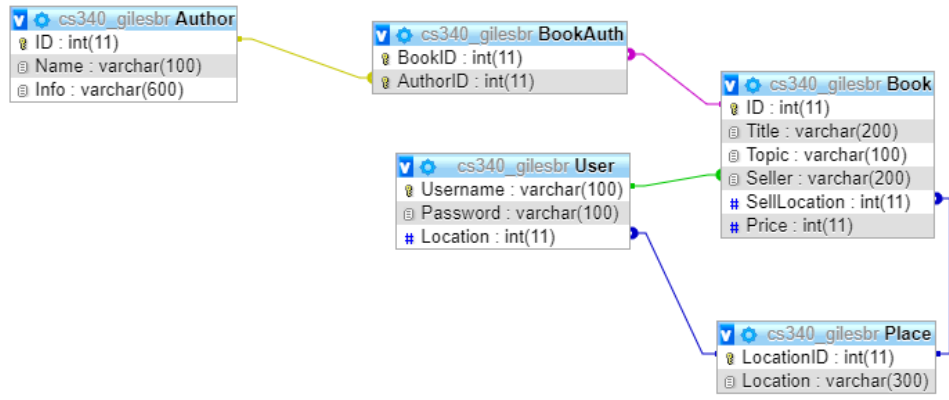 cs340_gilesbr Author
ID : int(11)
Name : varchar(100)
Info : varchar(600)
cs340_gilesbr BookAuth
BookID : int(11)
AuthorID : int(11)
cs340_gilesbr Book
ID : int(11)
Title : varchar(200)
Topic : varchar(100)
Seller : varchar(200)
SellLocation : int(11)
Price : int(11)
cs340_gilesbr User
Username : varchar(100)
Password : varchar(100)
Location : int(11)
cs340_gilesbr Place
LocationID : int(11)
Location : varchar(300)